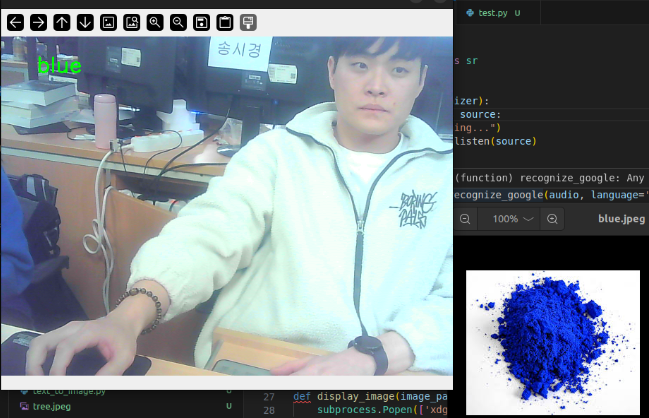 test.py U
송시경
blue
s sr
izer):
source:
ing...")
listen(source)
(function) recognize_google: Any
ecognize_google(audio, language='
100%
blue.jpeg
text_to_image.py U
tree.jpeg U
27 def display_image(image_pa
28 subprocess.Popen(['xdg